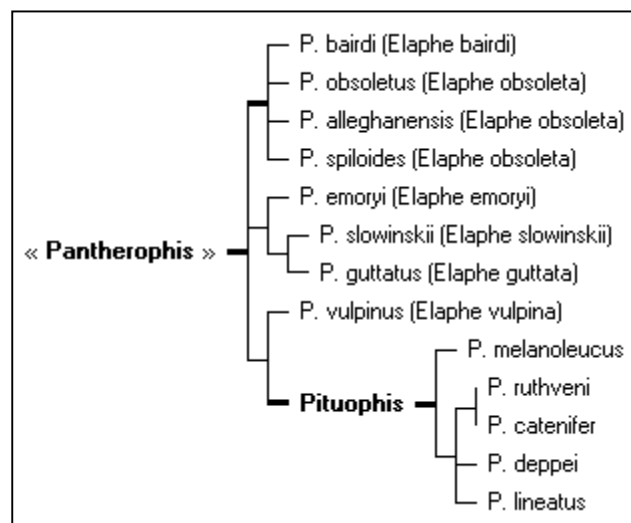 P. bairdi (Elaphe bairdi)
P. obsoletus (Elaphe obsoleta)
P. alleghanensis (Elaphe obsoleta)
P. spiloides (Elaphe obsoleta)
P. emoryi (Elaphe emoryi)
P. slowinskii (Elaphe slowinskii)
« Pantherophis »
P. guttatus (Elaphe guttata)
P. vulpinus (Elaphe vulpina)
P. melanoleucus
P. ruthveni
Pituophis
P. catenifer
P. deppei
P. lineatus